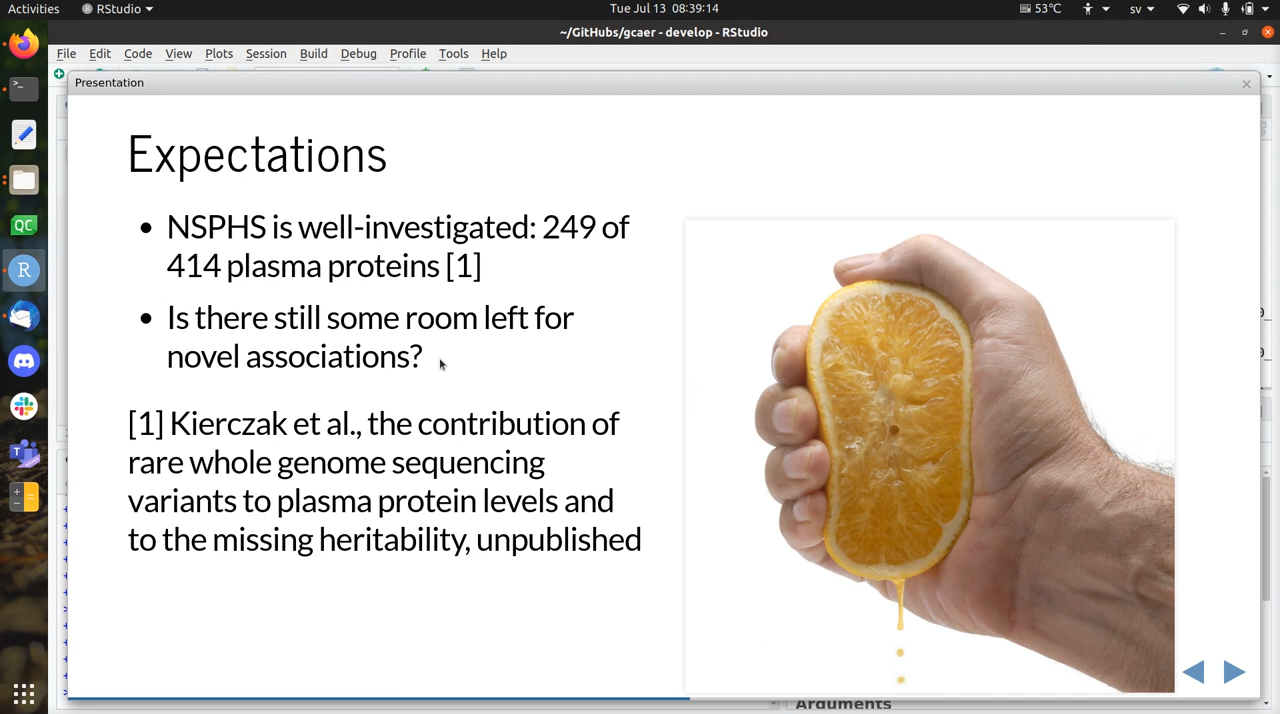 Activities RStudio Tue Jul 13 08:39:14 53°C sv
~/GitHubs/gcaer - develop - RStudio
File Edit Code View Plots Session Build Debug Profile Tools Help
Presentation
Expectations
• NSPHS is well-investigated: 249 of
414 plasma proteins [1]
• Is there still some room left for
novel associations?
[1] Kierczak et al., the contribution of
rare whole genome sequencing
variants to plasma protein levels and
to the missing heritability, unpublished
QC
R
Arguments